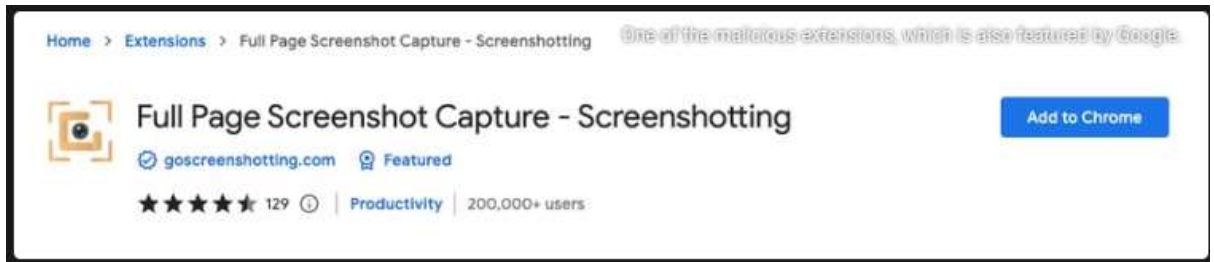 Home > Extensions > Full Page Screenshot Capture - Screenshotting
One of the malicious extensions, which is also featured by Google.
Full Page Screenshot Capture - Screenshotting
Add to Chrome
goscreenshotting.com Featured
129 Productivity 200,000+ users